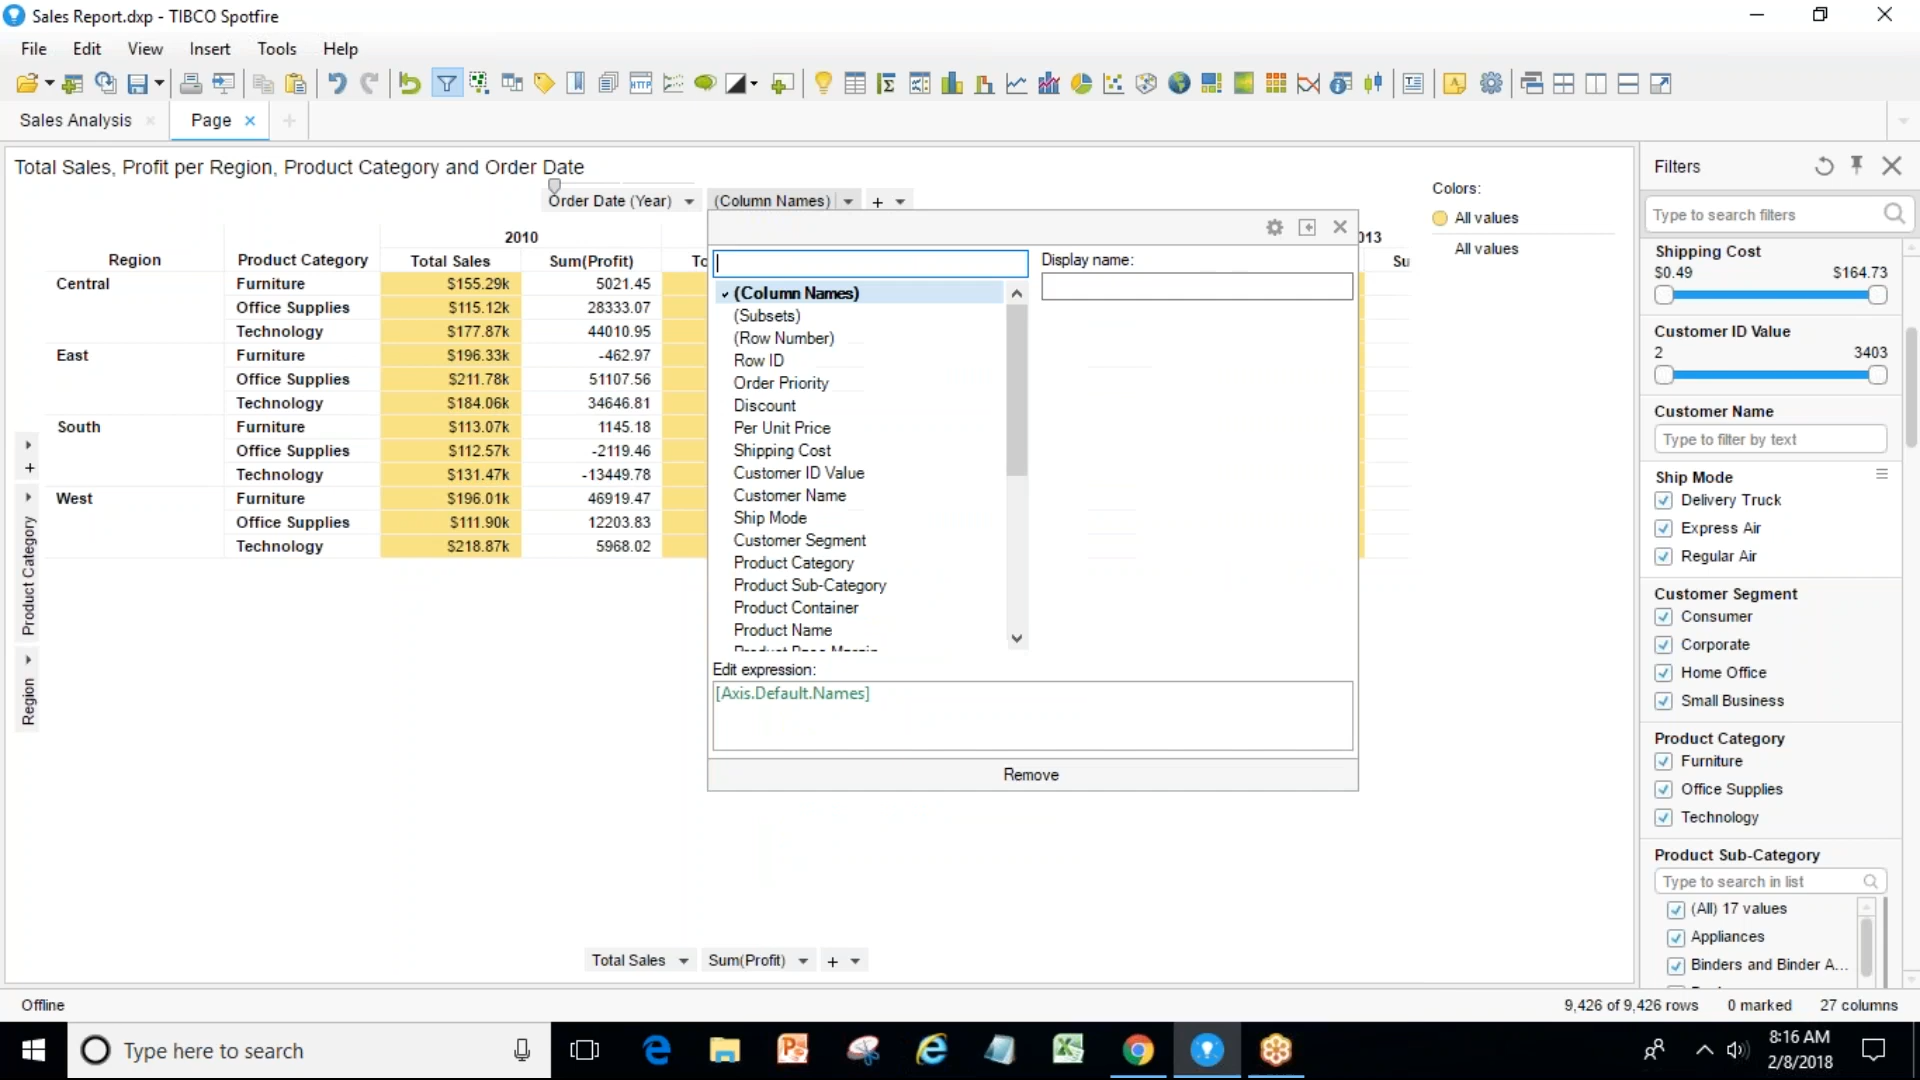 Sales Report.dxp - TIBCO Spotfire
File Edit View Insert Tools Help
Sales Analysis × Page × +
Total Sales, Profit per Region, Product Category and Order Date
Order Date (Year) (Column Names) +
2010
Region Product Category Total Sales Sum(Profit)
Central Furniture $155.29k 5021.45
Office Supplies $115.12k 28333.07
Technology $177.87k 44010.95
East Furniture $196.33k -462.97
Office Supplies $211.78k 51107.56
Technology $184.06k 34646.81
South Furniture $113.07k 1145.18
Office Supplies $112.57k -2119.46
Technology $131.47k -13449.78
West Furniture $196.01k 46919.47
Office Supplies $111.90k 12203.83
Technology $218.87k 5968.02
+
Product Category
Region
Display name:
(Column Names)
(Subsets)
(Row Number)
Row ID
Order Priority
Discount
Per Unit Price
Shipping Cost
Customer ID Value
Customer Name
Ship Mode
Customer Segment
Product Category
Product Sub-Category
Product Container
Product Name
Edit expression:
[Axis.Default.Names]
Remove
Total Sales Sum(Profit) +
Colors:
All values
All values
Filters
Type to search filters
Shipping Cost
$0.49 $164.73
Customer ID Value
2 3403
Customer Name
Type to filter by text
Ship Mode
Delivery Truck
Express Air
Regular Air
Customer Segment
Consumer
Corporate
Home Office
Small Business
Product Category
Furniture
Office Supplies
Technology
Product Sub-Category
Type to search in list
(All) 17 values
Appliances
Binders and Binder A...
Offline 9,426 of 9,426 rows 0 marked 27 columns
Type here to search
8:16 AM
2/8/2018